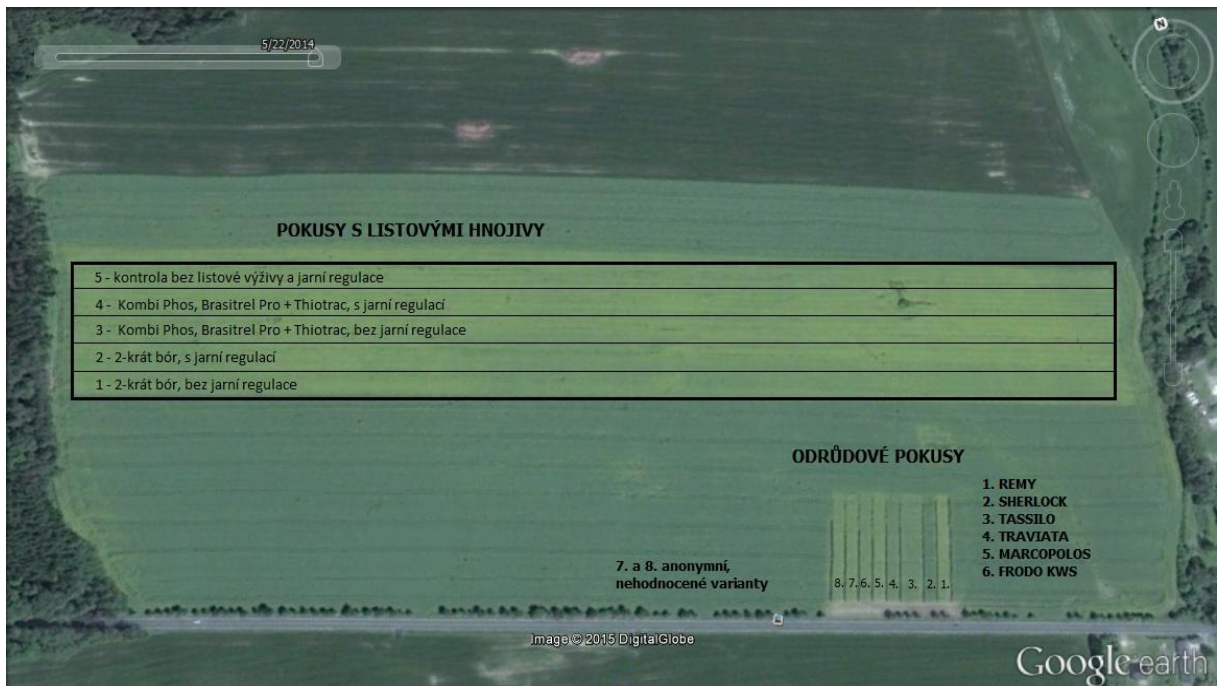 5/22/2014
N
POKUSY S LISTOVÝMI HNOJIVY
5 - kontrola bez listové výživy a jarní regulace
4 - Kombi Phos, Brasitrel Pro + Thiotrac, s jarní regulací
3 - Kombi Phos, Brasitrel Pro + Thiotrac, bez jarní regulace
2 - 2-krát bór, s jarní regulací
1 - 2-krát bór, bez jarní regulace
ODRŮDOVÉ POKUSY
1. REMY
2. SHERLOCK
3. TASSILO
4. TRAVIATA
5. MARCOPOLOS
6. FRODO KWS
7. a 8. anonymní,
nehodnocené varianty
8. 7. 6. 5. 4. 3. 2. 1.
Image © 2015 DigitalGlobe
Google earth